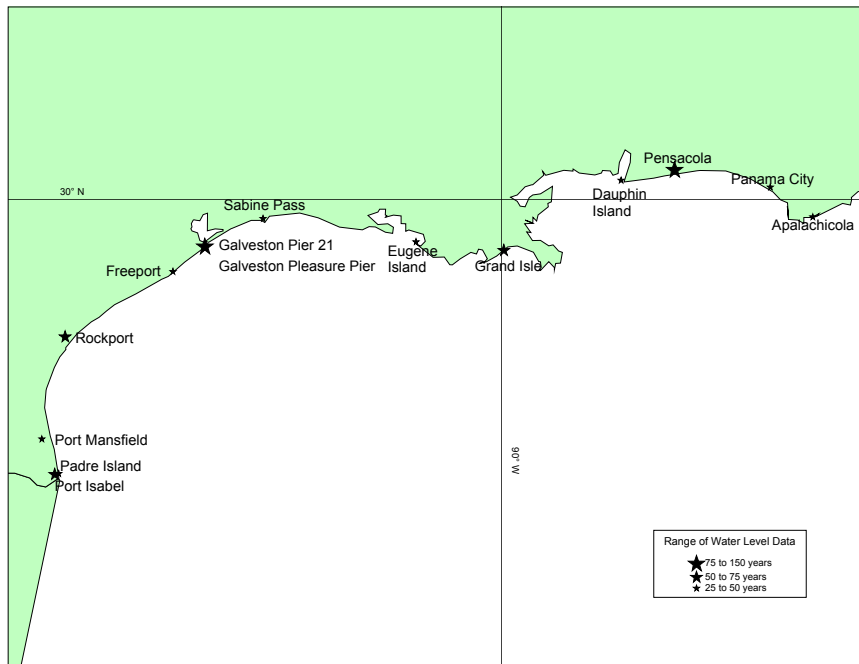 Pensacola
Panama City
30° N
Dauphin
Island
Sabine Pass
Apalachicola
Galveston Pier 21
Eugene
Island
Grand Isle
Galveston Pleasure Pier
Freeport
Rockport
Port Mansfield
90° W
Padre Island
Port Isabel
Range of Water Level Data
75 to 150 years
50 to 75 years
25 to 50 years